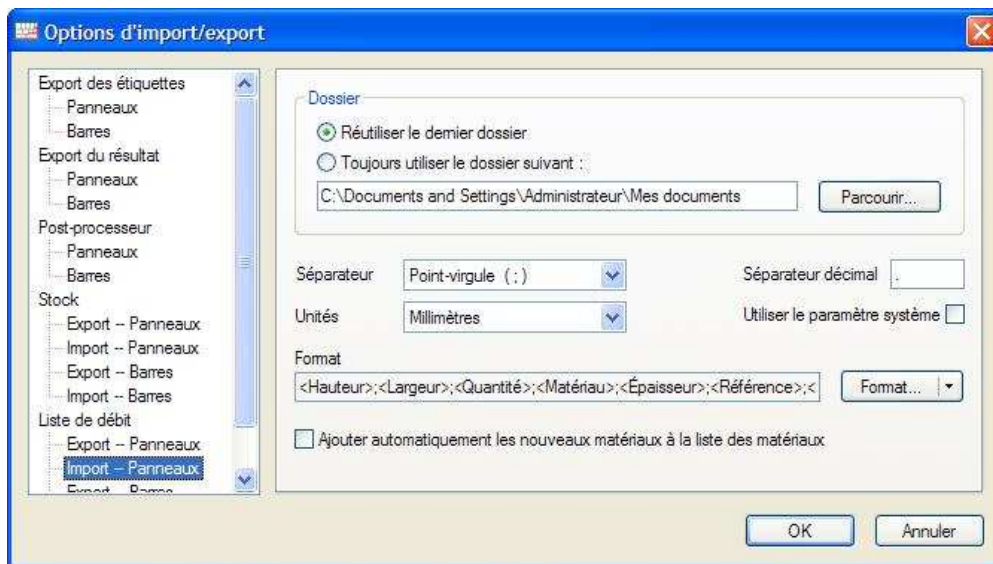 Options d'import/export
Export des étiquettes
Panneaux
Barres
Export du résultat
Panneaux
Barres
Post-processeur
Panneaux
Barres
Stock
Export -- Panneaux
Import -- Panneaux
Export -- Barres
Import -- Barres
Liste de débit
Export -- Panneaux
Import -- Panneaux
Export -- Barres
Dossier
Réutiliser le dernier dossier
Toujours utiliser le dossier suivant :
C:\Documents and Settings\Administrateur\Mes documents
Parcourir...
Séparateur
Point-virgule ( ; )
Séparateur décimal
.
Unités
Millimètres
Utiliser le paramètre système
Format
<Hauteur>;<Largeur>;<Quantité>;<Matériau>;<Épaisseur>;<Référence>;<
Format...
Ajouter automatiquement les nouveaux matériaux à la liste des matériaux
OK
Annuler